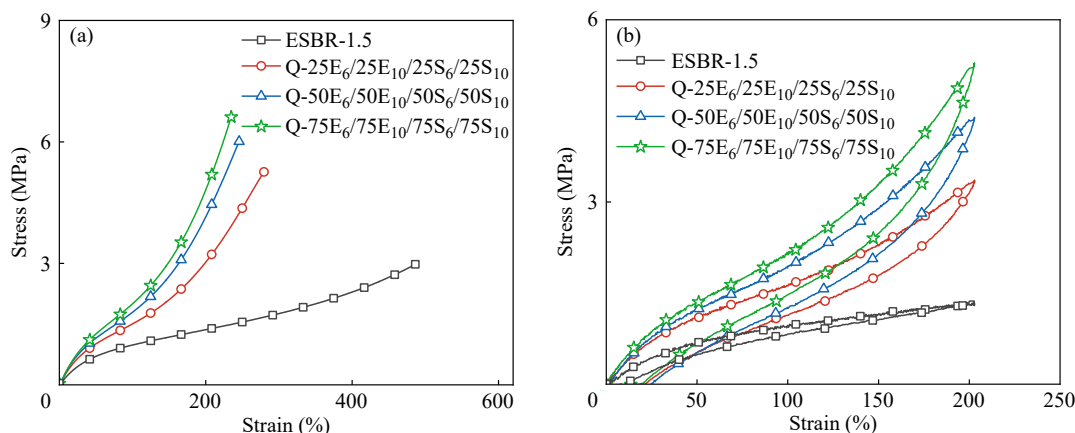 (a)
ESBR-1.5
Q-25E₆/25E₁₀/25S₆/25S₁₀
Q-50E₆/50E₁₀/50S₆/50S₁₀
Q-75E₆/75E₁₀/75S₆/75S₁₀
9
6
3
Stress (MPa)
0
200
400
600
Strain (%)
(b)
ESBR-1.5
Q-25E₆/25E₁₀/25S₆/25S₁₀
Q-50E₆/50E₁₀/50S₆/50S₁₀
Q-75E₆/75E₁₀/75S₆/75S₁₀
6
3
Stress (MPa)
0
50
100
150
200
250
Strain (%)